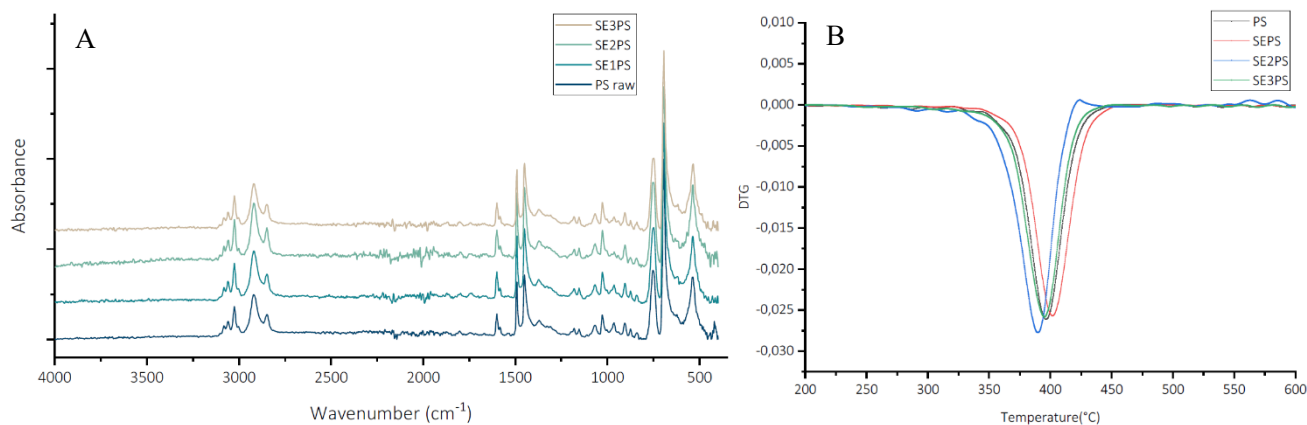 A
SE3PS
SE2PS
SE1PS
PS raw
Absorbance
4000
3500
3000
2500
2000
1500
1000
500
Wavenumber (cm-1)
B
PS
SEPS
SE2PS
SE3PS
0,010
0,005
0,000
-0,005
-0,010
-0,015
-0,020
-0,025
-0,030
DTG
200
250
300
350
400
450
500
550
600
Temperature(°C)